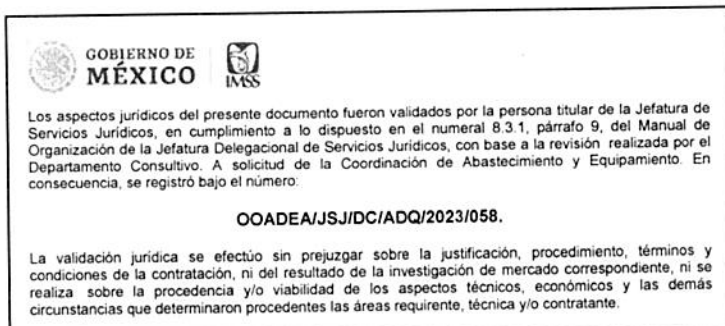 GOBIERNO DE
MÉXICO
IMSS
Los aspectos jurídicos del presente documento fueron validados por la persona titular de la Jefatura de
Servicios Jurídicos, en cumplimiento a lo dispuesto en el numeral 8.3.1, párrafo 9, del Manual de
Organización de la Jefatura Delegacional de Servicios Jurídicos, con base a la revisión realizada por el
Departamento Consultivo. A solicitud de la Coordinación de Abastecimiento y Equipamiento. En
consecuencia, se registró bajo el número:
OOADEA/JSJ/DC/ADQ/2023/058.
La validación jurídica se efectúo sin prejuzgar sobre la justificación, procedimiento, términos y
condiciones de la contratación, ni del resultado de la investigación de mercado correspondiente, ni se
realiza sobre la procedencia y/o viabilidad de los aspectos técnicos, económicos y las demás
circunstancias que determinaron procedentes las áreas requirente, técnica y/o contratante.